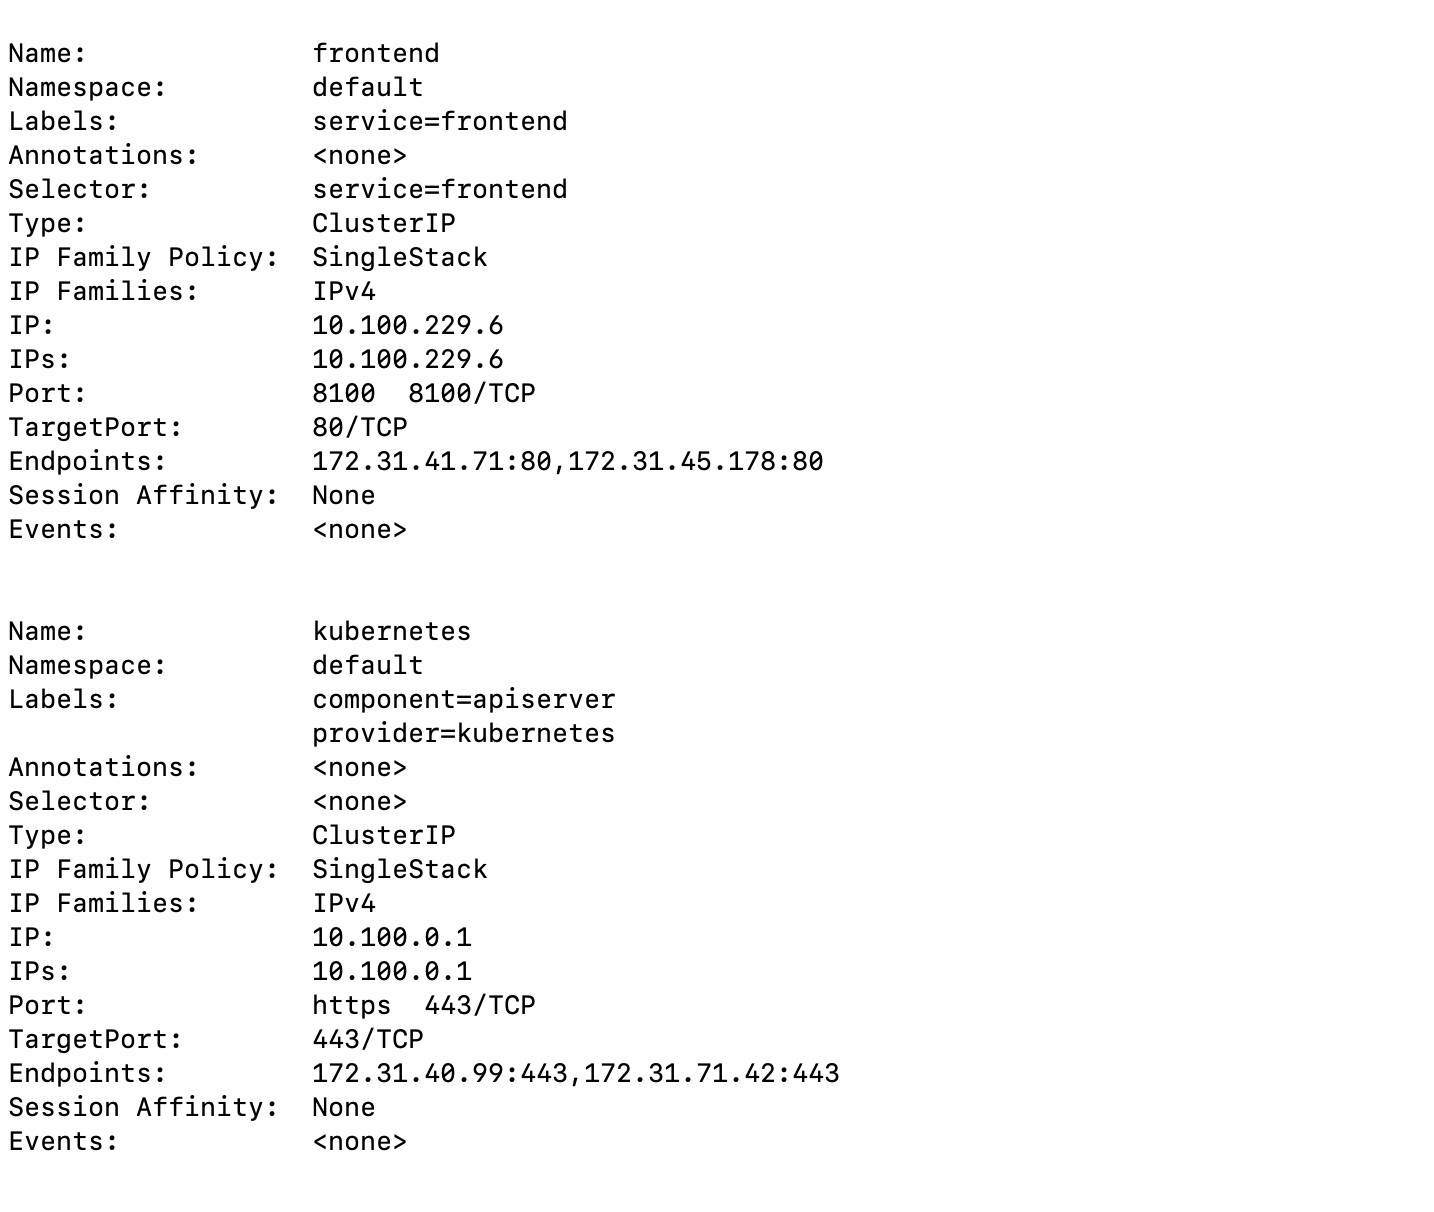 Name:              frontend
Namespace:         default
Labels:            service=frontend
Annotations:       <none>
Selector:          service=frontend
Type:              ClusterIP
IP Family Policy:  SingleStack
IP Families:       IPv4
IP:                10.100.229.6
IPs:               10.100.229.6
Port:              8100  8100/TCP
TargetPort:        80/TCP
Endpoints:         172.31.41.71:80,172.31.45.178:80
Session Affinity:  None
Events:            <none>
Name:              kubernetes
Namespace:         default
Labels:            component=apiserver
                   provider=kubernetes
Annotations:       <none>
Selector:          <none>
Type:              ClusterIP
IP Family Policy:  SingleStack
IP Families:       IPv4
IP:                10.100.0.1
IPs:               10.100.0.1
Port:              https  443/TCP
TargetPort:        443/TCP
Endpoints:         172.31.40.99:443,172.31.71.42:443
Session Affinity:  None
Events:            <none>